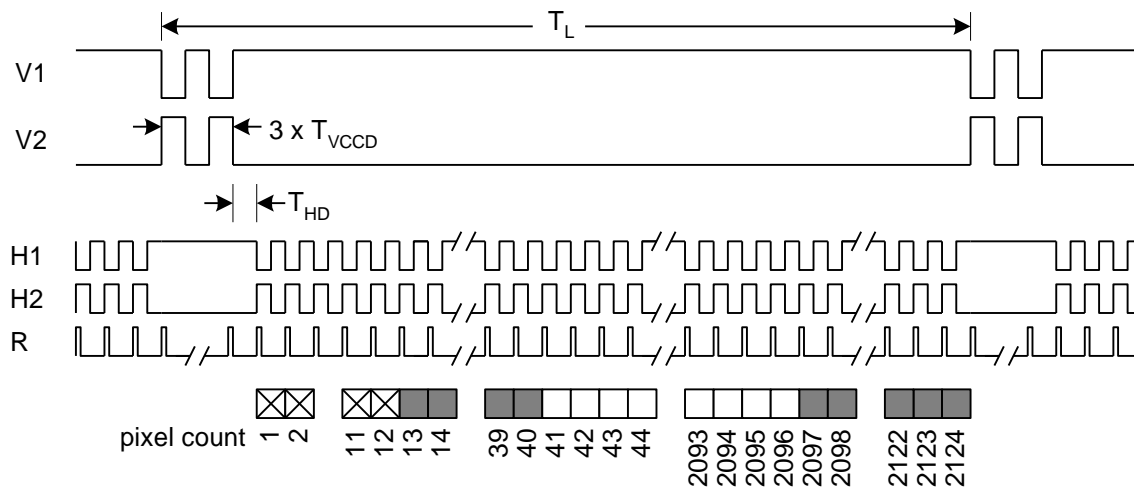 T_L
V1
V2
3 x T_VCCD
T_HD
H1
H2
R
pixel count 1 2 11 12 13 14 39 40 41 42 43 44 2093 2094 2095 2096 2097 2098 2122 2123 2124